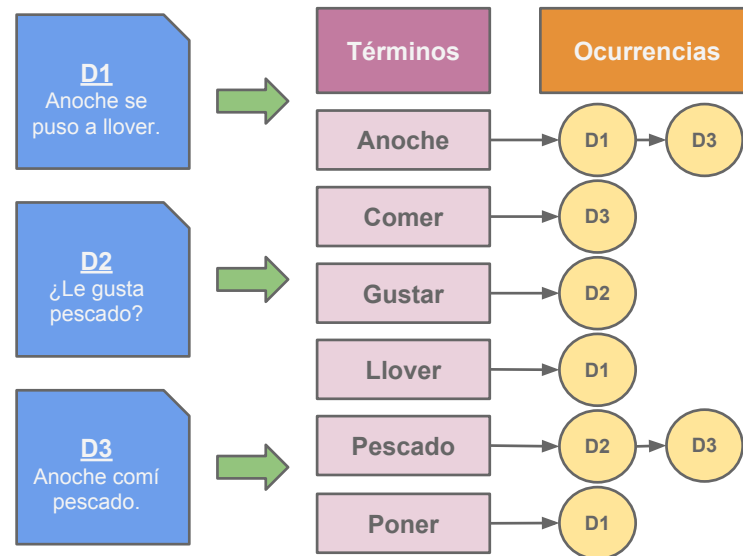 D1
Anoche se
puso a llover.
D2
¿Le gusta
pescado?
D3
Anoche comí
pescado.
Términos
Ocurrencias
Anoche
D1
D3
Comer
D3
Gustar
D2
Llover
D1
Pescado
D2
D3
Poner
D1